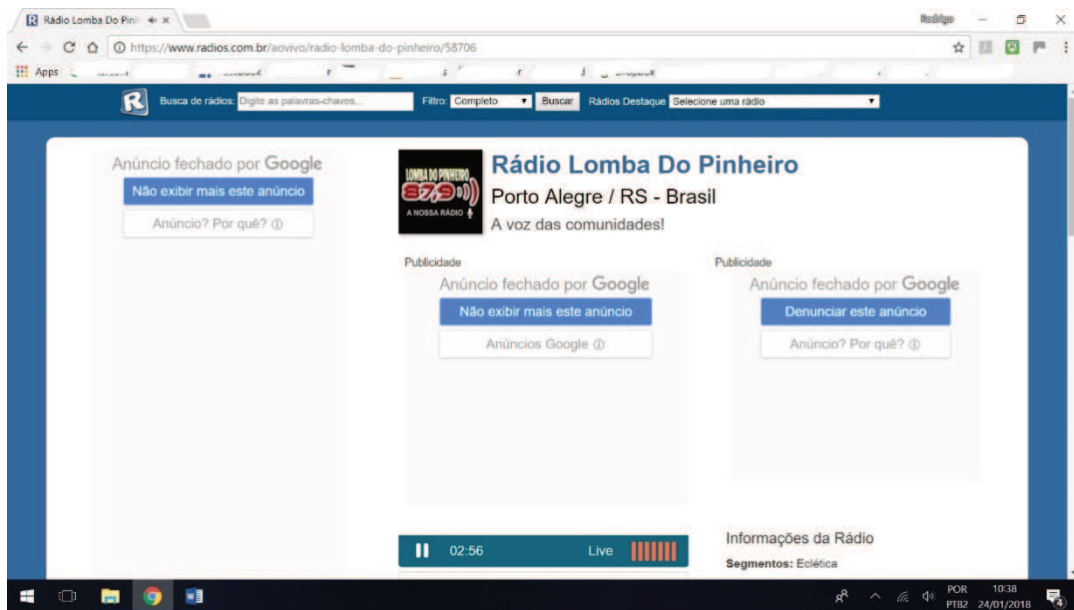 Rádio Lomba Do Pin
Rodrigo
https://www.radios.com.br/aovivo/radio-lomba-do-pinheiro/58706
Apps
R
Busca de rádios: Digite as palavras-chaves...
Filtro: Completo
Buscar
Rádios Destaque Selecione uma rádio
Anúncio fechado por Google
Não exibir mais este anúncio
Anúncio? Por quê?
LOMBA DO PINHEIRO
87,9
A NOSSA RÁDIO
Rádio Lomba Do Pinheiro
Porto Alegre / RS - Brasil
A voz das comunidades!
Publicidade
Anúncio fechado por Google
Não exibir mais este anúncio
Anúncios Google
Publicidade
Anúncio fechado por Google
Denunciar este anúncio
Anúncio? Por quê?
02:56
Live
Informações da Rádio
Segmentos: Eclética
POR
PTB2
10:38
24/01/2018
4